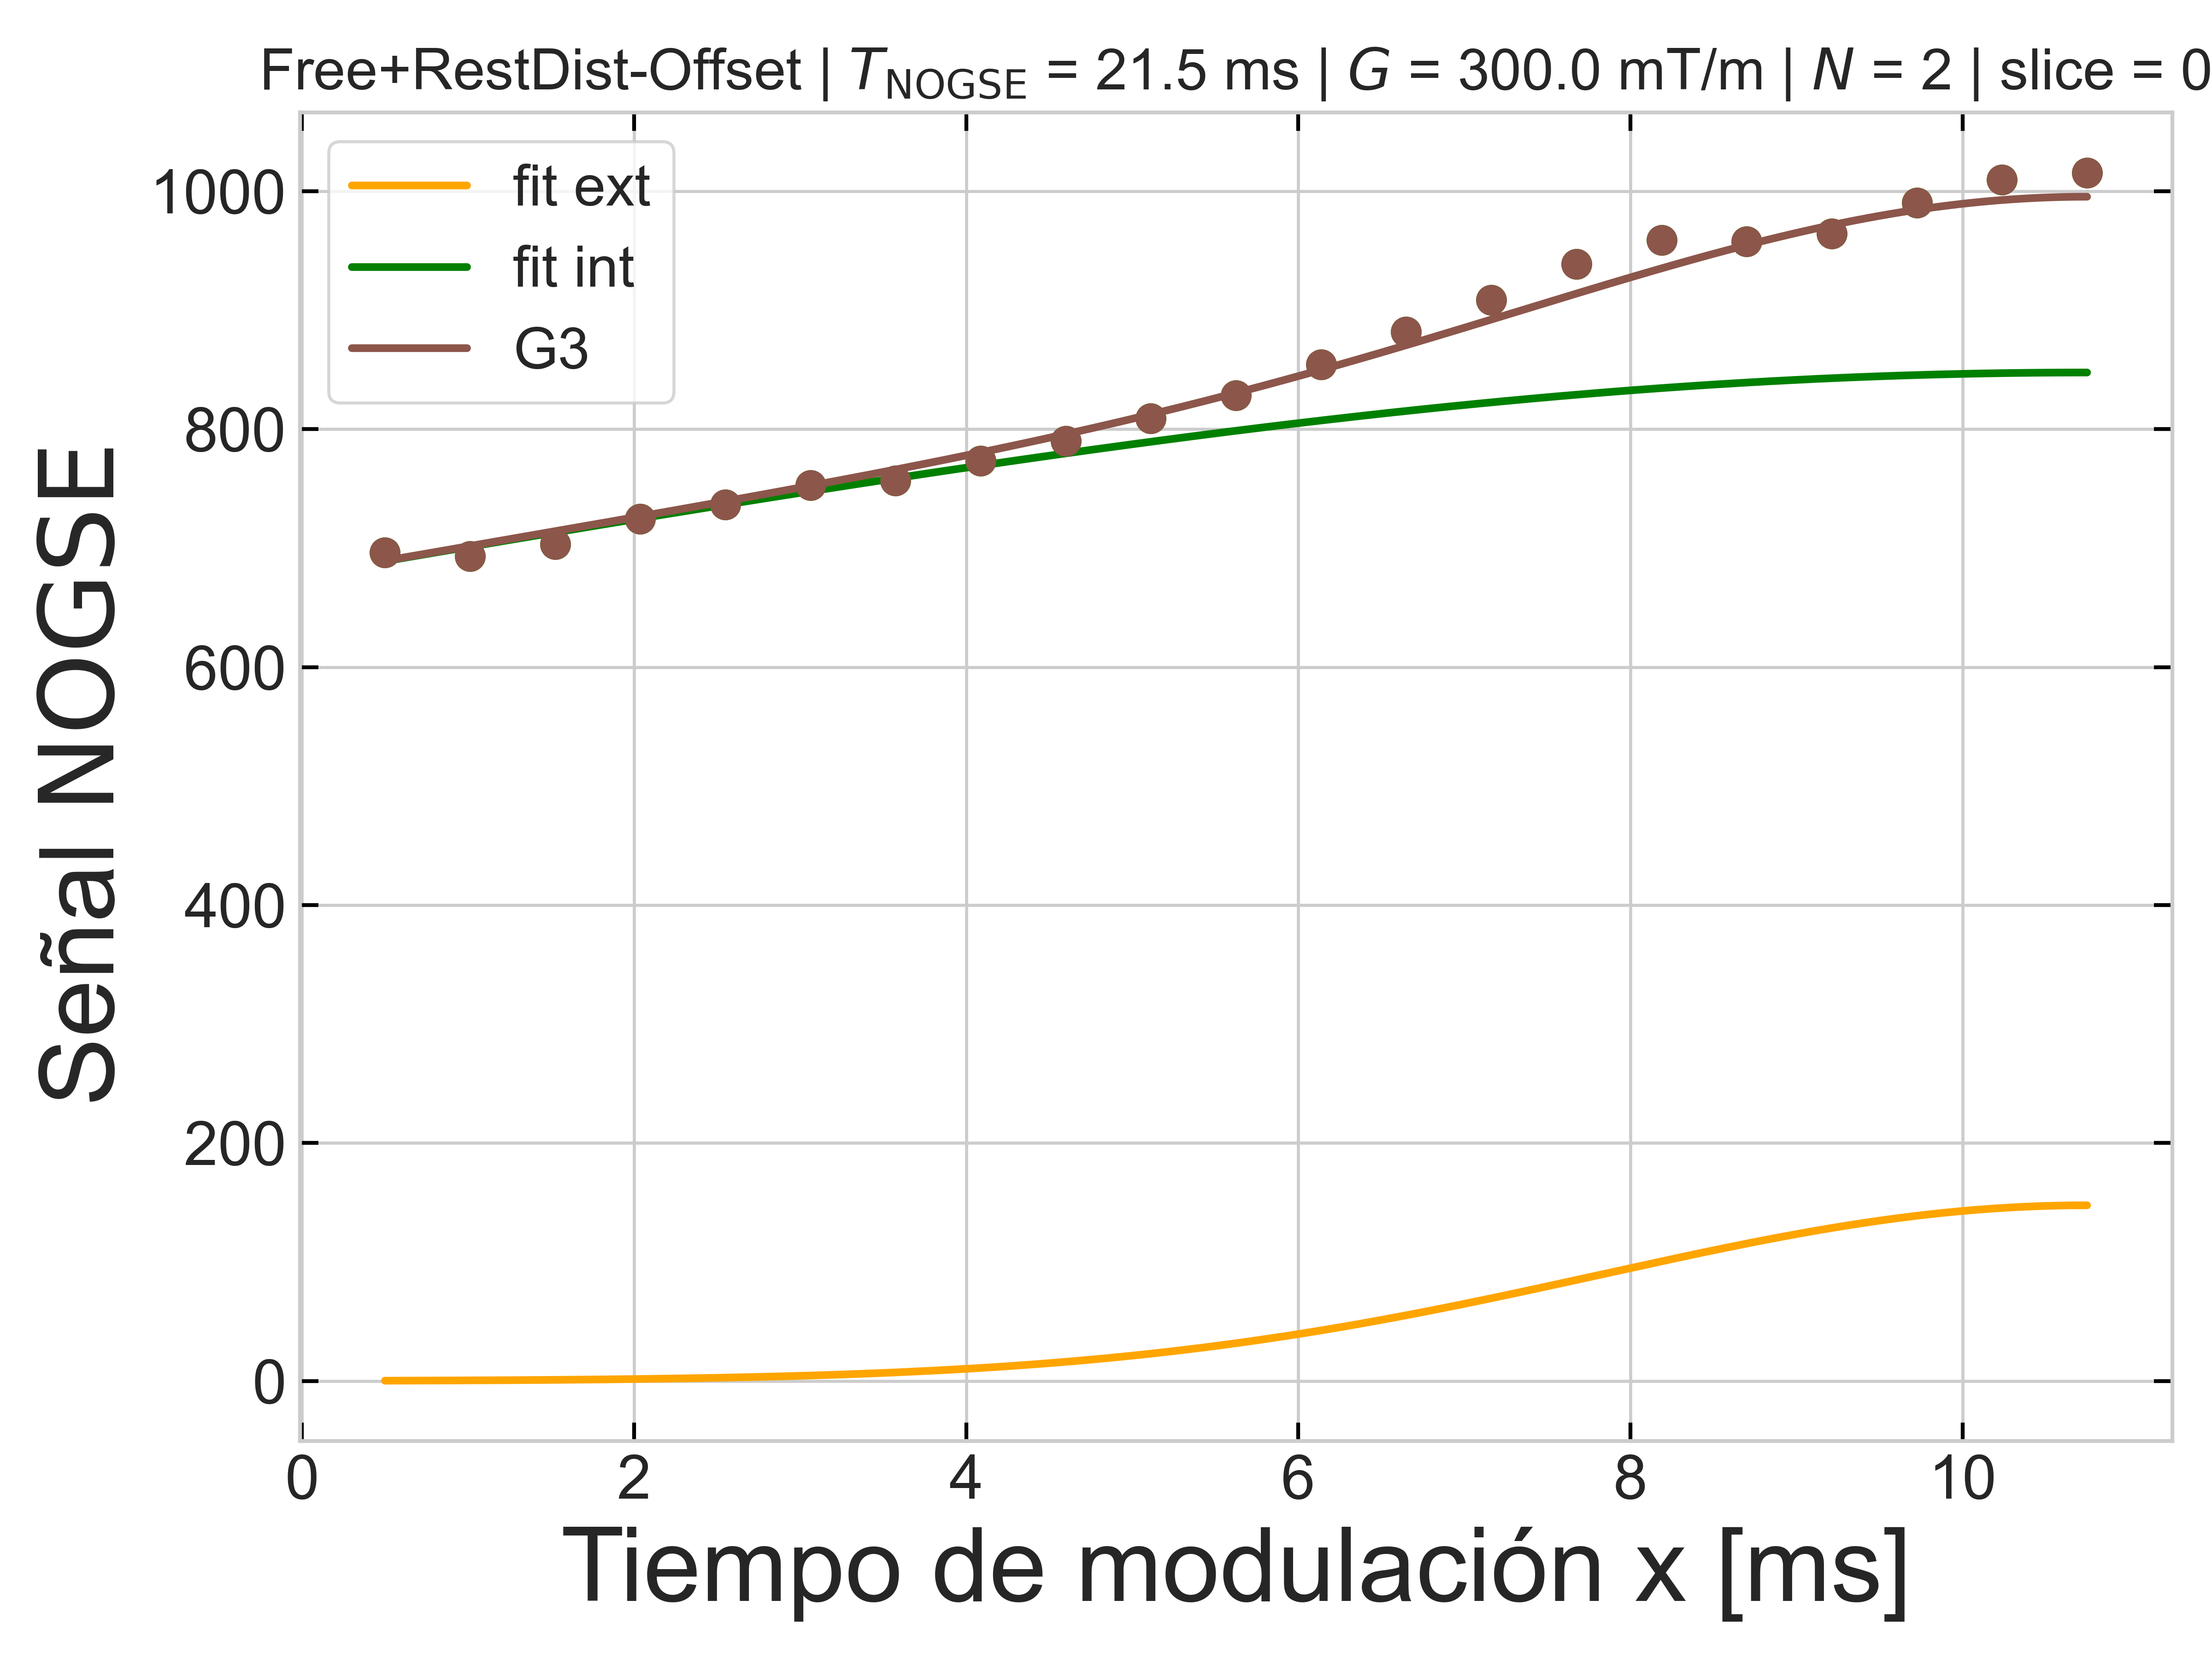 Free+RestDist-Offset | T_NOGSE = 21.5 ms | G = 300.0 mT/m | N = 2 | slice = 0
fit ext
fit int
G3
1000
800
600
400
200
0
Señal NOGSE
0 2 4 6 8 10
Tiempo de modulación x [ms]